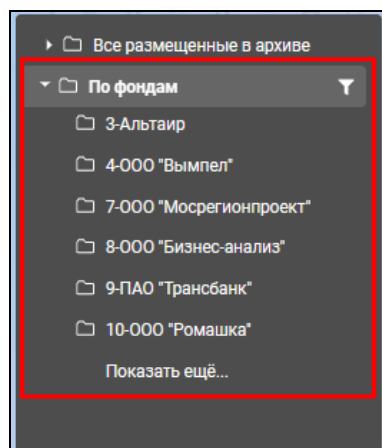 Все размещенные в архиве
По фондам
3-Альтаир
4-ООО "Вымпел"
7-ООО "Мосрегионпроект"
8-ООО "Бизнес-анализ"
9-ПАО "Трансбанк"
10-ООО "Ромашка"
Показать ещё...